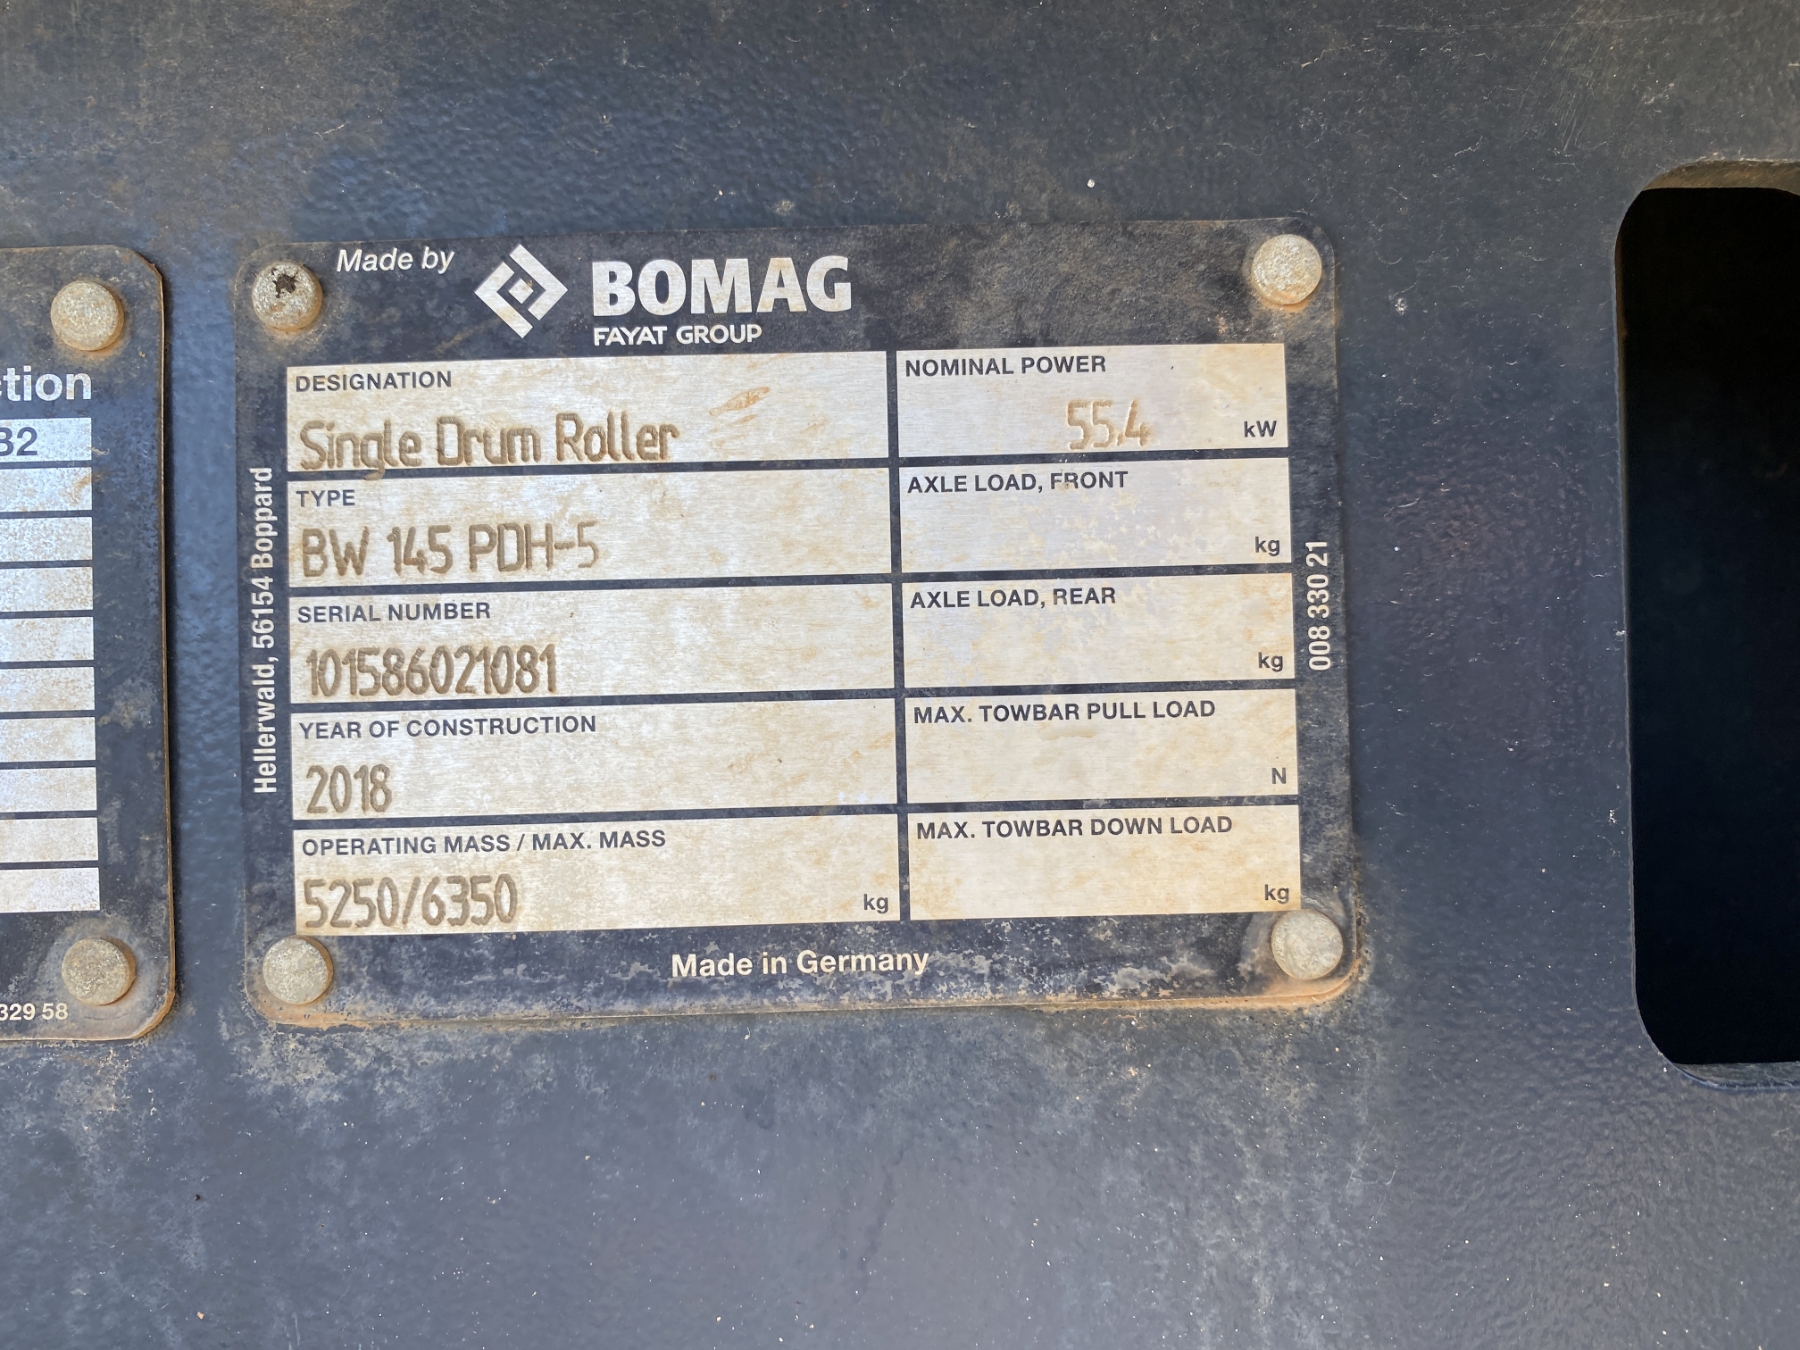 ction
32
329 58
Made by
BOMAG
FAYAT GROUP
DESIGNATION
Single Drum Roller
TYPE
BW 145 PDH-5
SERIAL NUMBER
101586021081
YEAR OF CONSTRUCTION
2018
OPERATING MASS / MAX. MASS
5250/6350 kg
NOMINAL POWER
55,4 kW
AXLE LOAD, FRONT
kg
AXLE LOAD, REAR
kg
MAX. TOWBAR PULL LOAD
N
MAX. TOWBAR DOWN LOAD
kg
Made in Germany
Hellerwald, 56154 Boppard
008 330 21